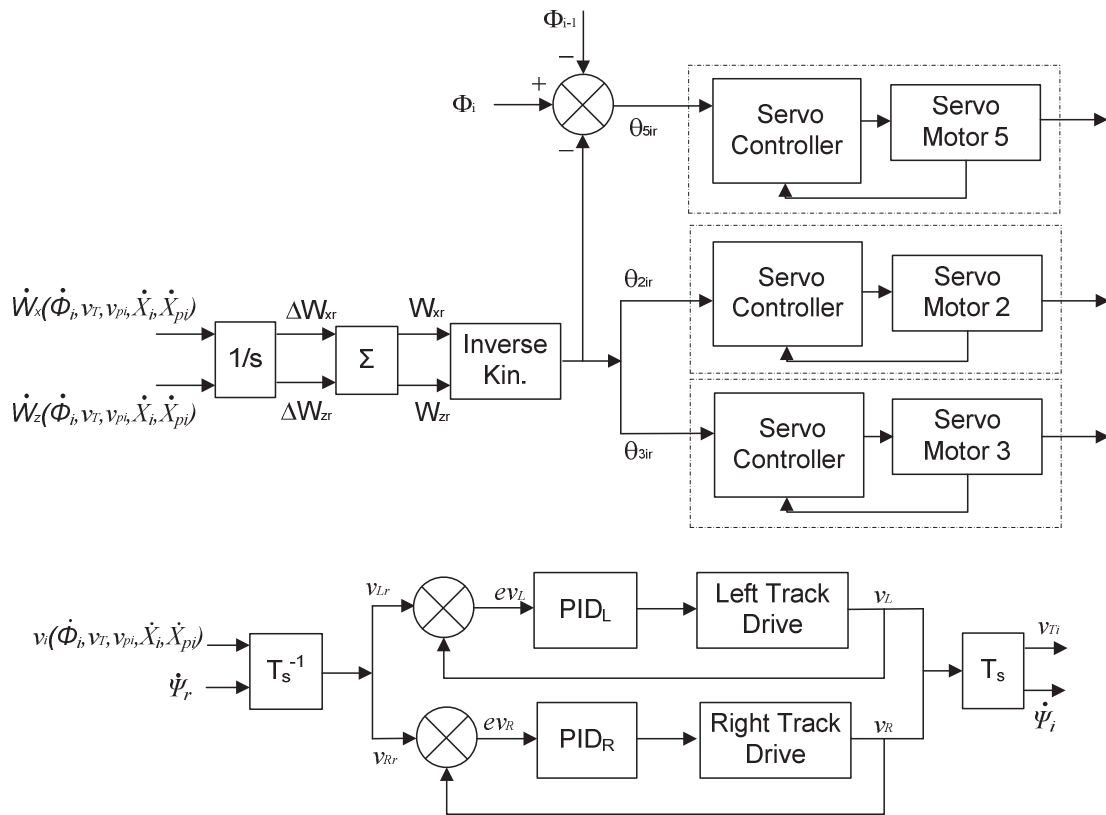 Φi-1
−
+
Φi
−
θ5ir
Servo
Controller
Servo
Motor 5
Ẇx(Φ̇i,vT,vpi,Ẋi,Ẋpi)
ΔWxr
Wxr
1/s
Σ
Inverse
Kin.
Ẇz(Φ̇i,vT,vpi,Ẋi,Ẋpi)
ΔWzr
Wzr
θ2ir
Servo
Controller
Servo
Motor 2
θ3ir
Servo
Controller
Servo
Motor 3
vi(Φ̇i,vT,vpi,Ẋi,Ẋpi)
Ψ̇r
Ts-1
vLr
evL
PIDL
Left Track
Drive
vL
vRr
evR
PIDR
Right Track
Drive
vR
Ts
vTi
Ψ̇i